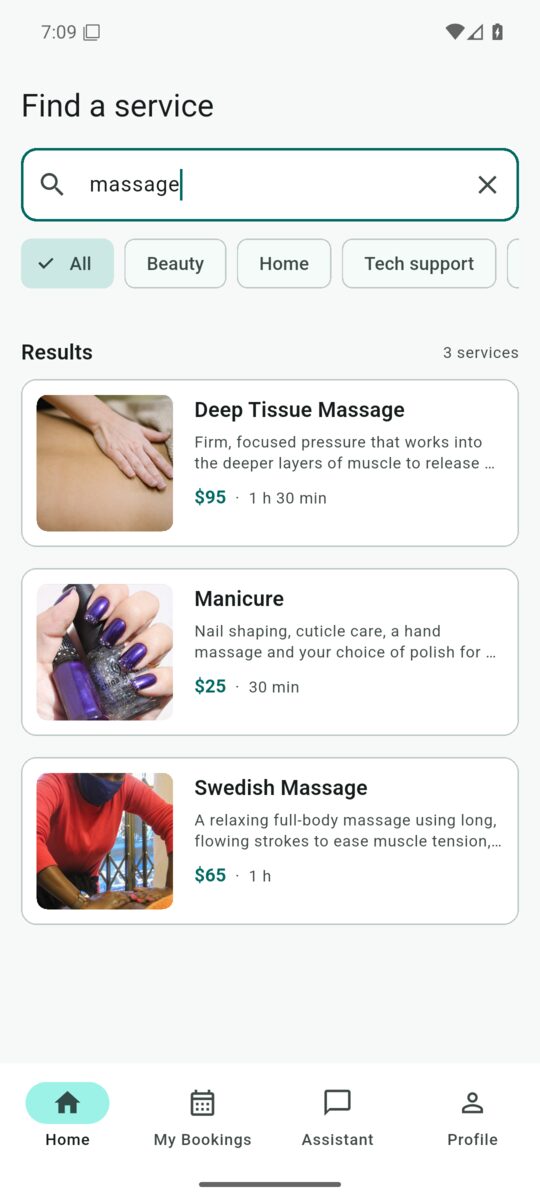 7:09
Find a service
massage
All
Beauty
Home
Tech support
Results
3 services
Deep Tissue Massage
Firm, focused pressure that works into
the deeper layers of muscle to release …
$95 · 1 h 30 min
Manicure
Nail shaping, cuticle care, a hand
massage and your choice of polish for …
$25 · 30 min
Swedish Massage
A relaxing full-body massage using long,
flowing strokes to ease muscle tension,…
$65 · 1 h
Home
My Bookings
Assistant
Profile